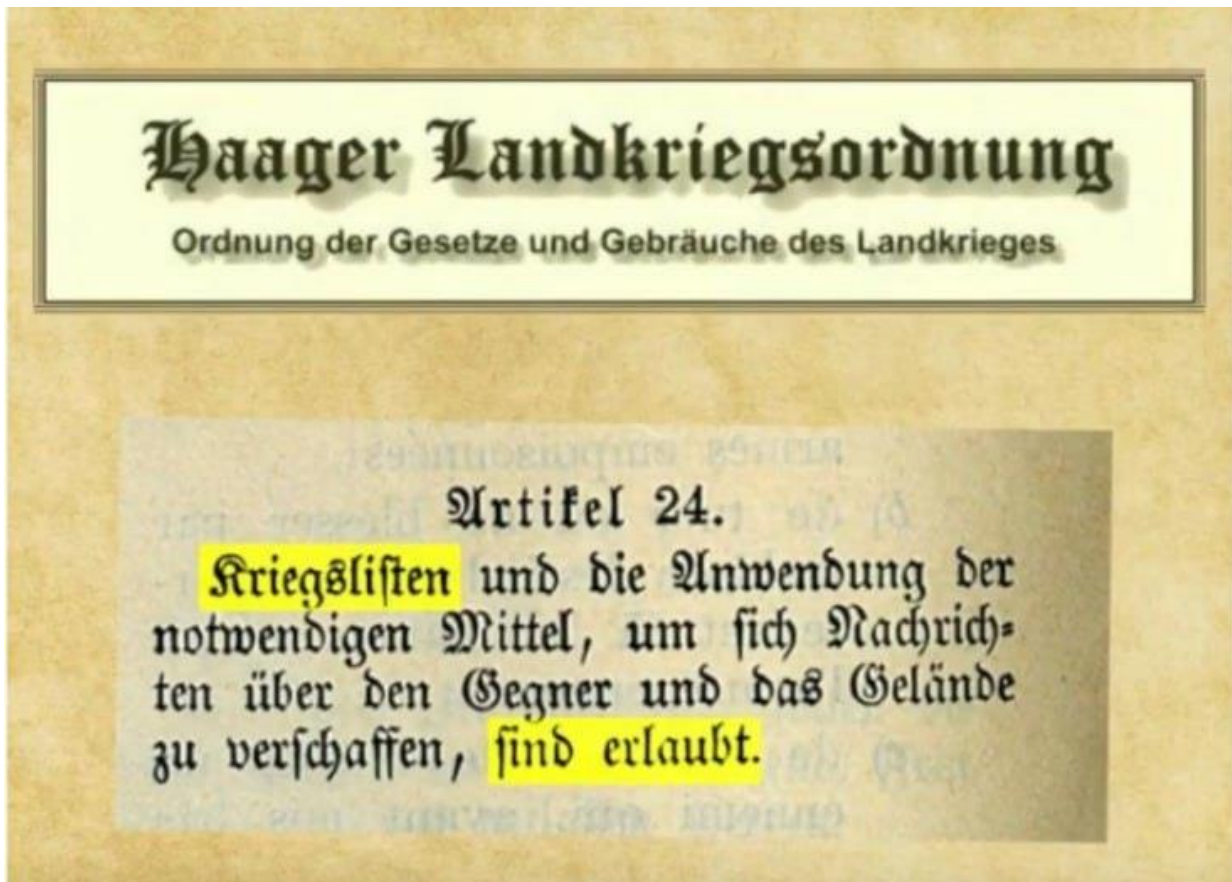 Haager Landkriegsordnung
Ordnung der Gesetze und Gebräuche des Landkrieges
Artikel 24.
Kriegsliſten und die Anwendung der
notwendigen Mittel, um ſich Nachrich⸗
ten über den Gegner und das Gelände
zu verſchaffen, ſind erlaubt.